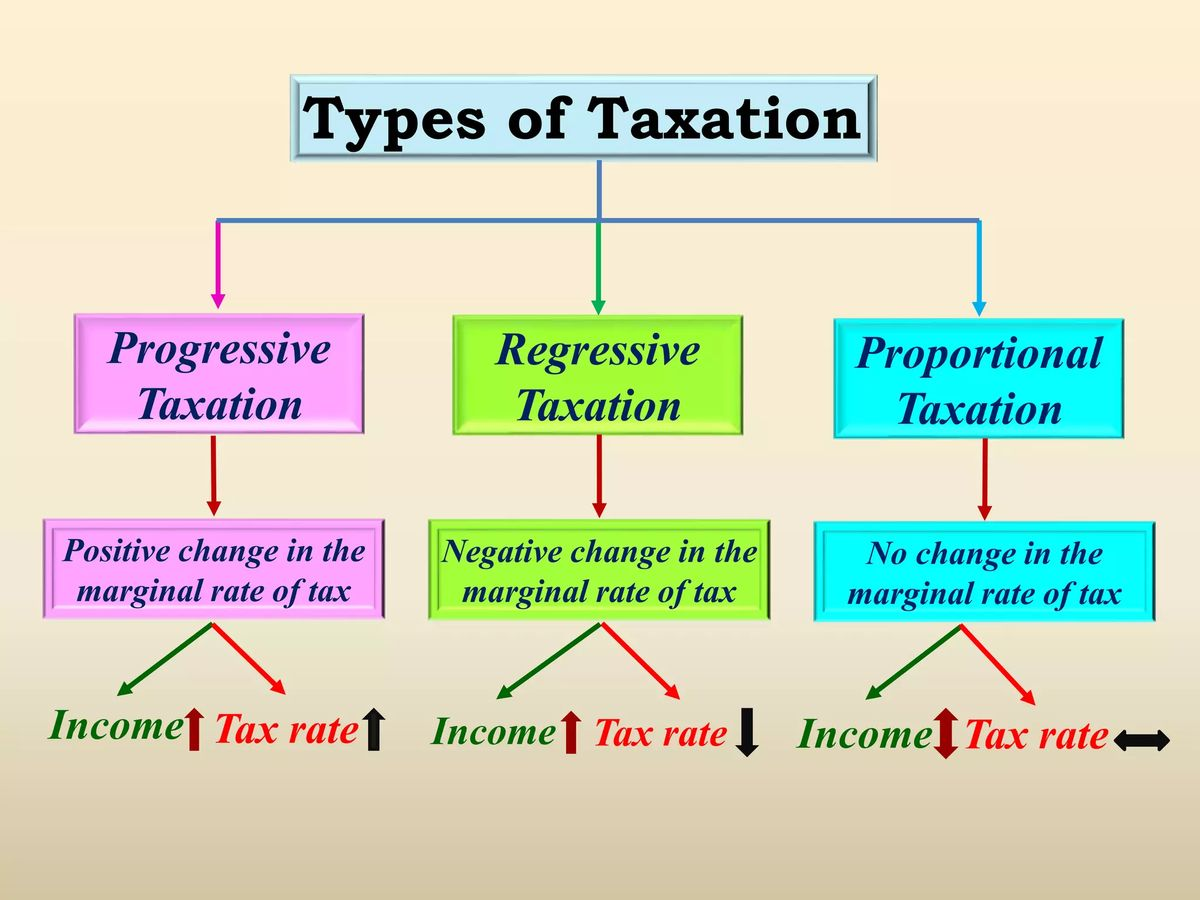 Types of Taxation
Progressive
Taxation
Regressive
Taxation
Proportional
Taxation
Positive change in the
marginal rate of tax
Negative change in the
marginal rate of tax
No change in the
marginal rate of tax
Income Tax rate
Income Tax rate
Income Tax rate